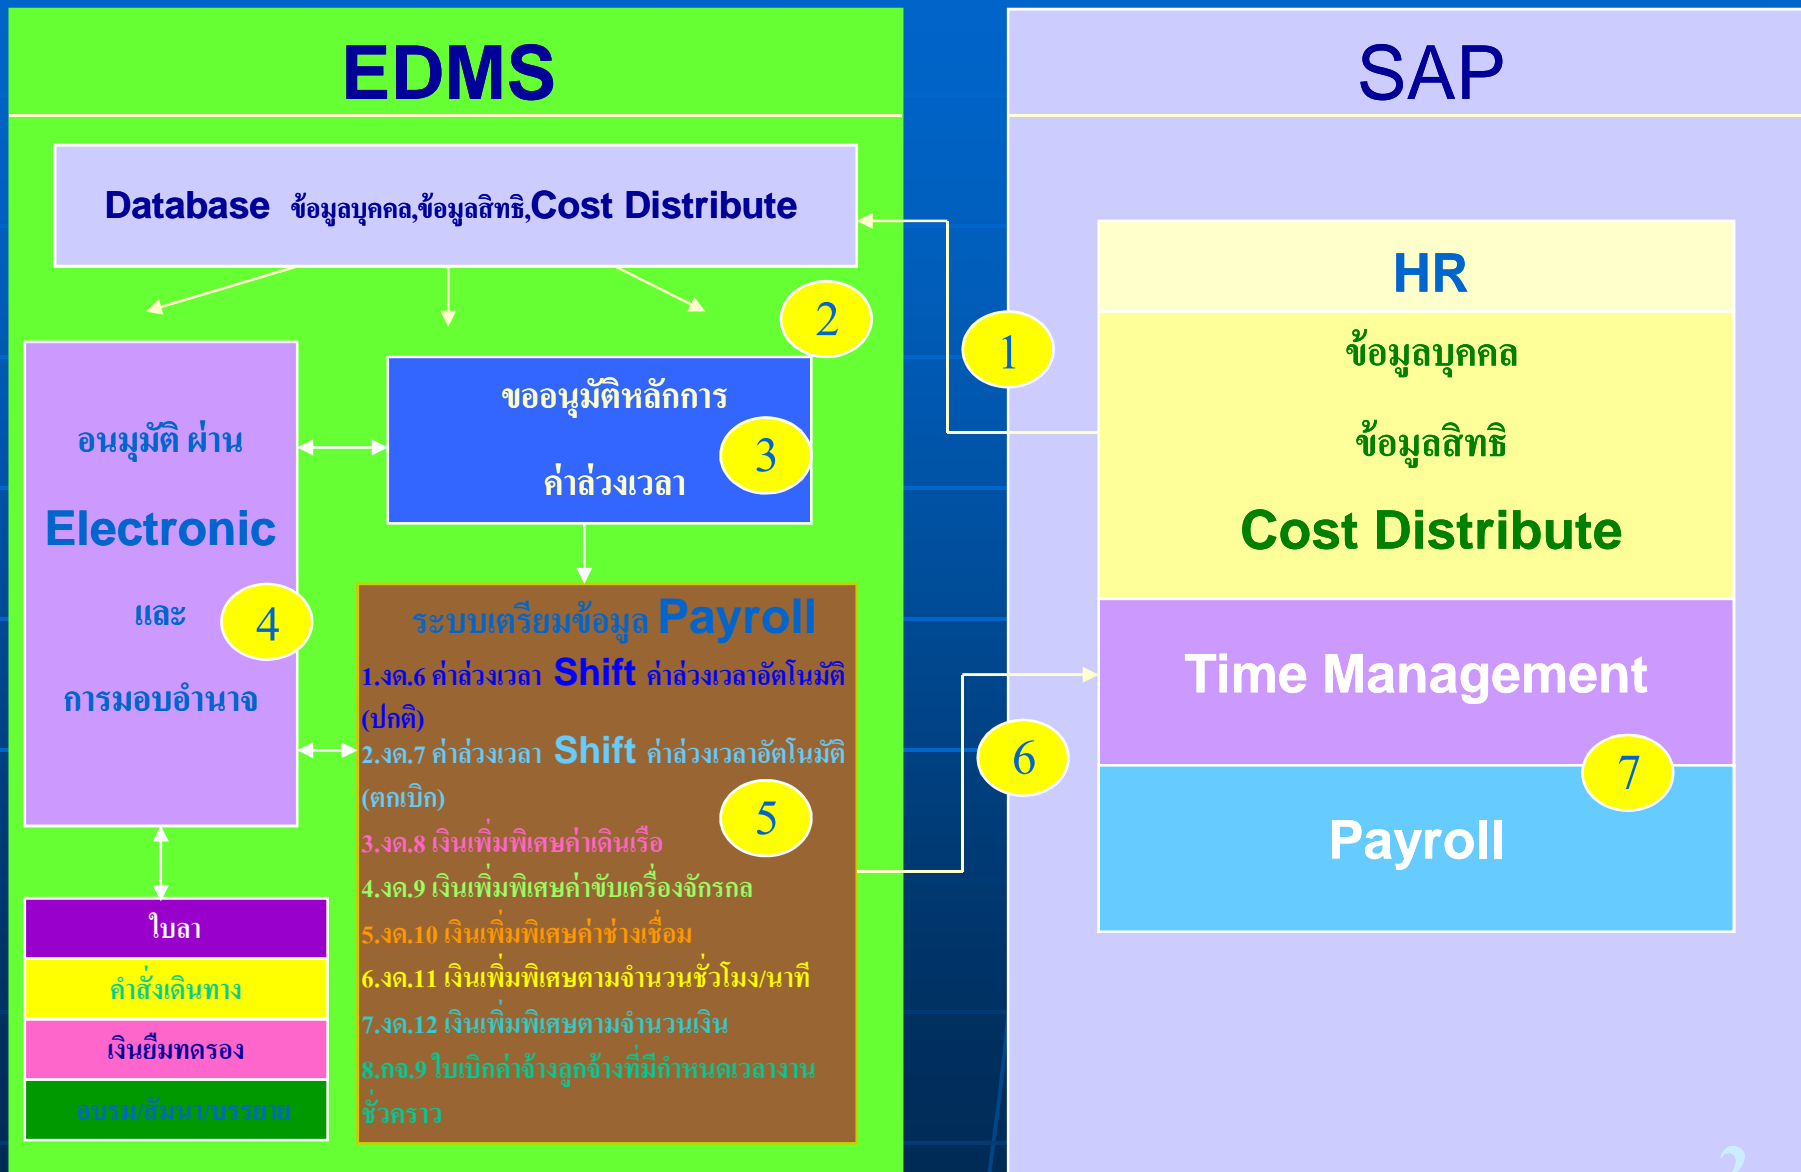 EDMS
Database ข้อมูลบุคคล,ข้อมูลสิทธิ,Cost Distribute
2
อนมุมัติ ผ่าน
Electronic
และ
4
การมอบอำนาจ
ขออนุมัติหลักการ
3
ค่าล่วงเวลา
ระบบเตรียมข้อมูล Payroll
1.งด.6 ค่าล่วงเวลา Shift ค่าล่วงเวลาอัตโนมัติ
(ปกติ)
2.งด.7 ค่าล่วงเวลา Shift ค่าล่วงเวลาอัตโนมัติ
(ตกเบิก)
5
3.งด.8 เงินเพิ่มพิเศษค่าเดินเรือ
4.งด.9 เงินเพิ่มพิเศษค่าขับเครื่องจักรกล
5.งด.10 เงินเพิ่มพิเศษค่าช่างเชื่อม
6.งด.11 เงินเพิ่มพิเศษตามจำนวนชั่วโมง/นาที
7.งด.12 เงินเพิ่มพิเศษตามจำนวนเงิน
8.กจ.9 ใบเบิกค่าจ้างลูกจ้างที่มีกำหนดเวลางาน
ชั่วคราว
ใบลา
คำสั่งเดินทาง
เงินยืมทดรอง
อบรม/สัมนา/บรรยาย
1
6
SAP
HR
ข้อมูลบุคคล
ข้อมูลสิทธิ
Cost Distribute
Time Management
7
Payroll
2